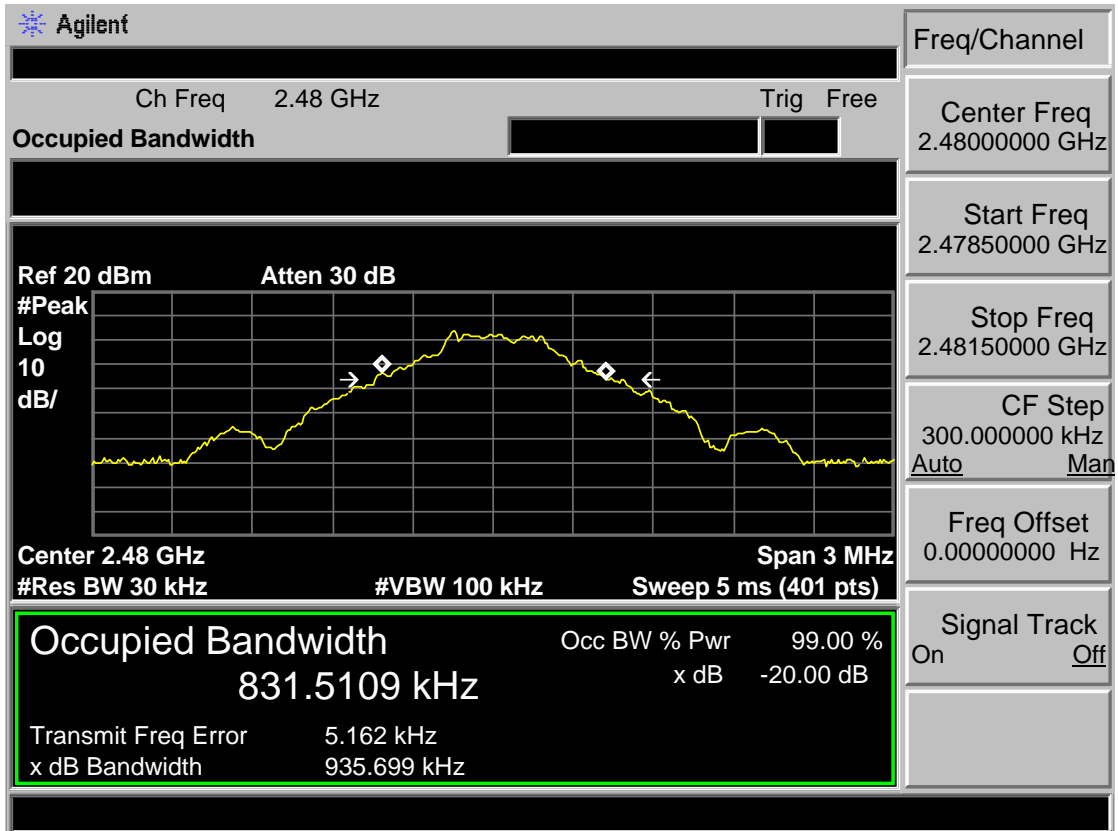 Agilent
Freq/Channel
Ch Freq 2.48 GHz Trig Free
Occupied Bandwidth
Center Freq
2.48000000 GHz
Start Freq
2.47850000 GHz
Stop Freq
2.48150000 GHz
CF Step
300.000000 kHz
Auto Man
Freq Offset
0.00000000 Hz
Signal Track
On Off
Ref 20 dBm Atten 30 dB
#Peak
Log
10
dB/
Center 2.48 GHz Span 3 MHz
#Res BW 30 kHz #VBW 100 kHz Sweep 5 ms (401 pts)
Occupied Bandwidth Occ BW % Pwr 99.00 %
831.5109 kHz x dB -20.00 dB
Transmit Freq Error 5.162 kHz
x dB Bandwidth 935.699 kHz